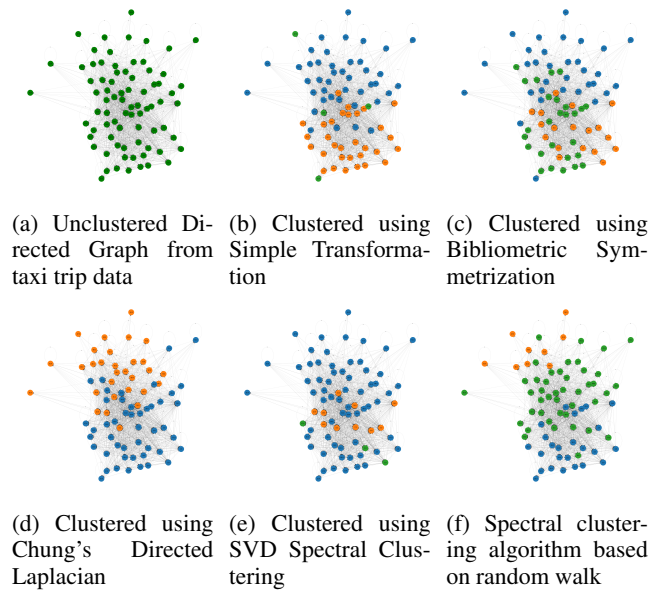 (a) Unclustered Di-
rected Graph from
taxi trip data
(b) Clustered using
Simple Transforma-
tion
(c) Clustered using
Bibliometric Sym-
metrization
(d) Clustered using
Chung's Directed
Laplacian
(e) Clustered using
SVD Spectral Clus-
tering
(f) Spectral cluster-
ing algorithm based
on random walk